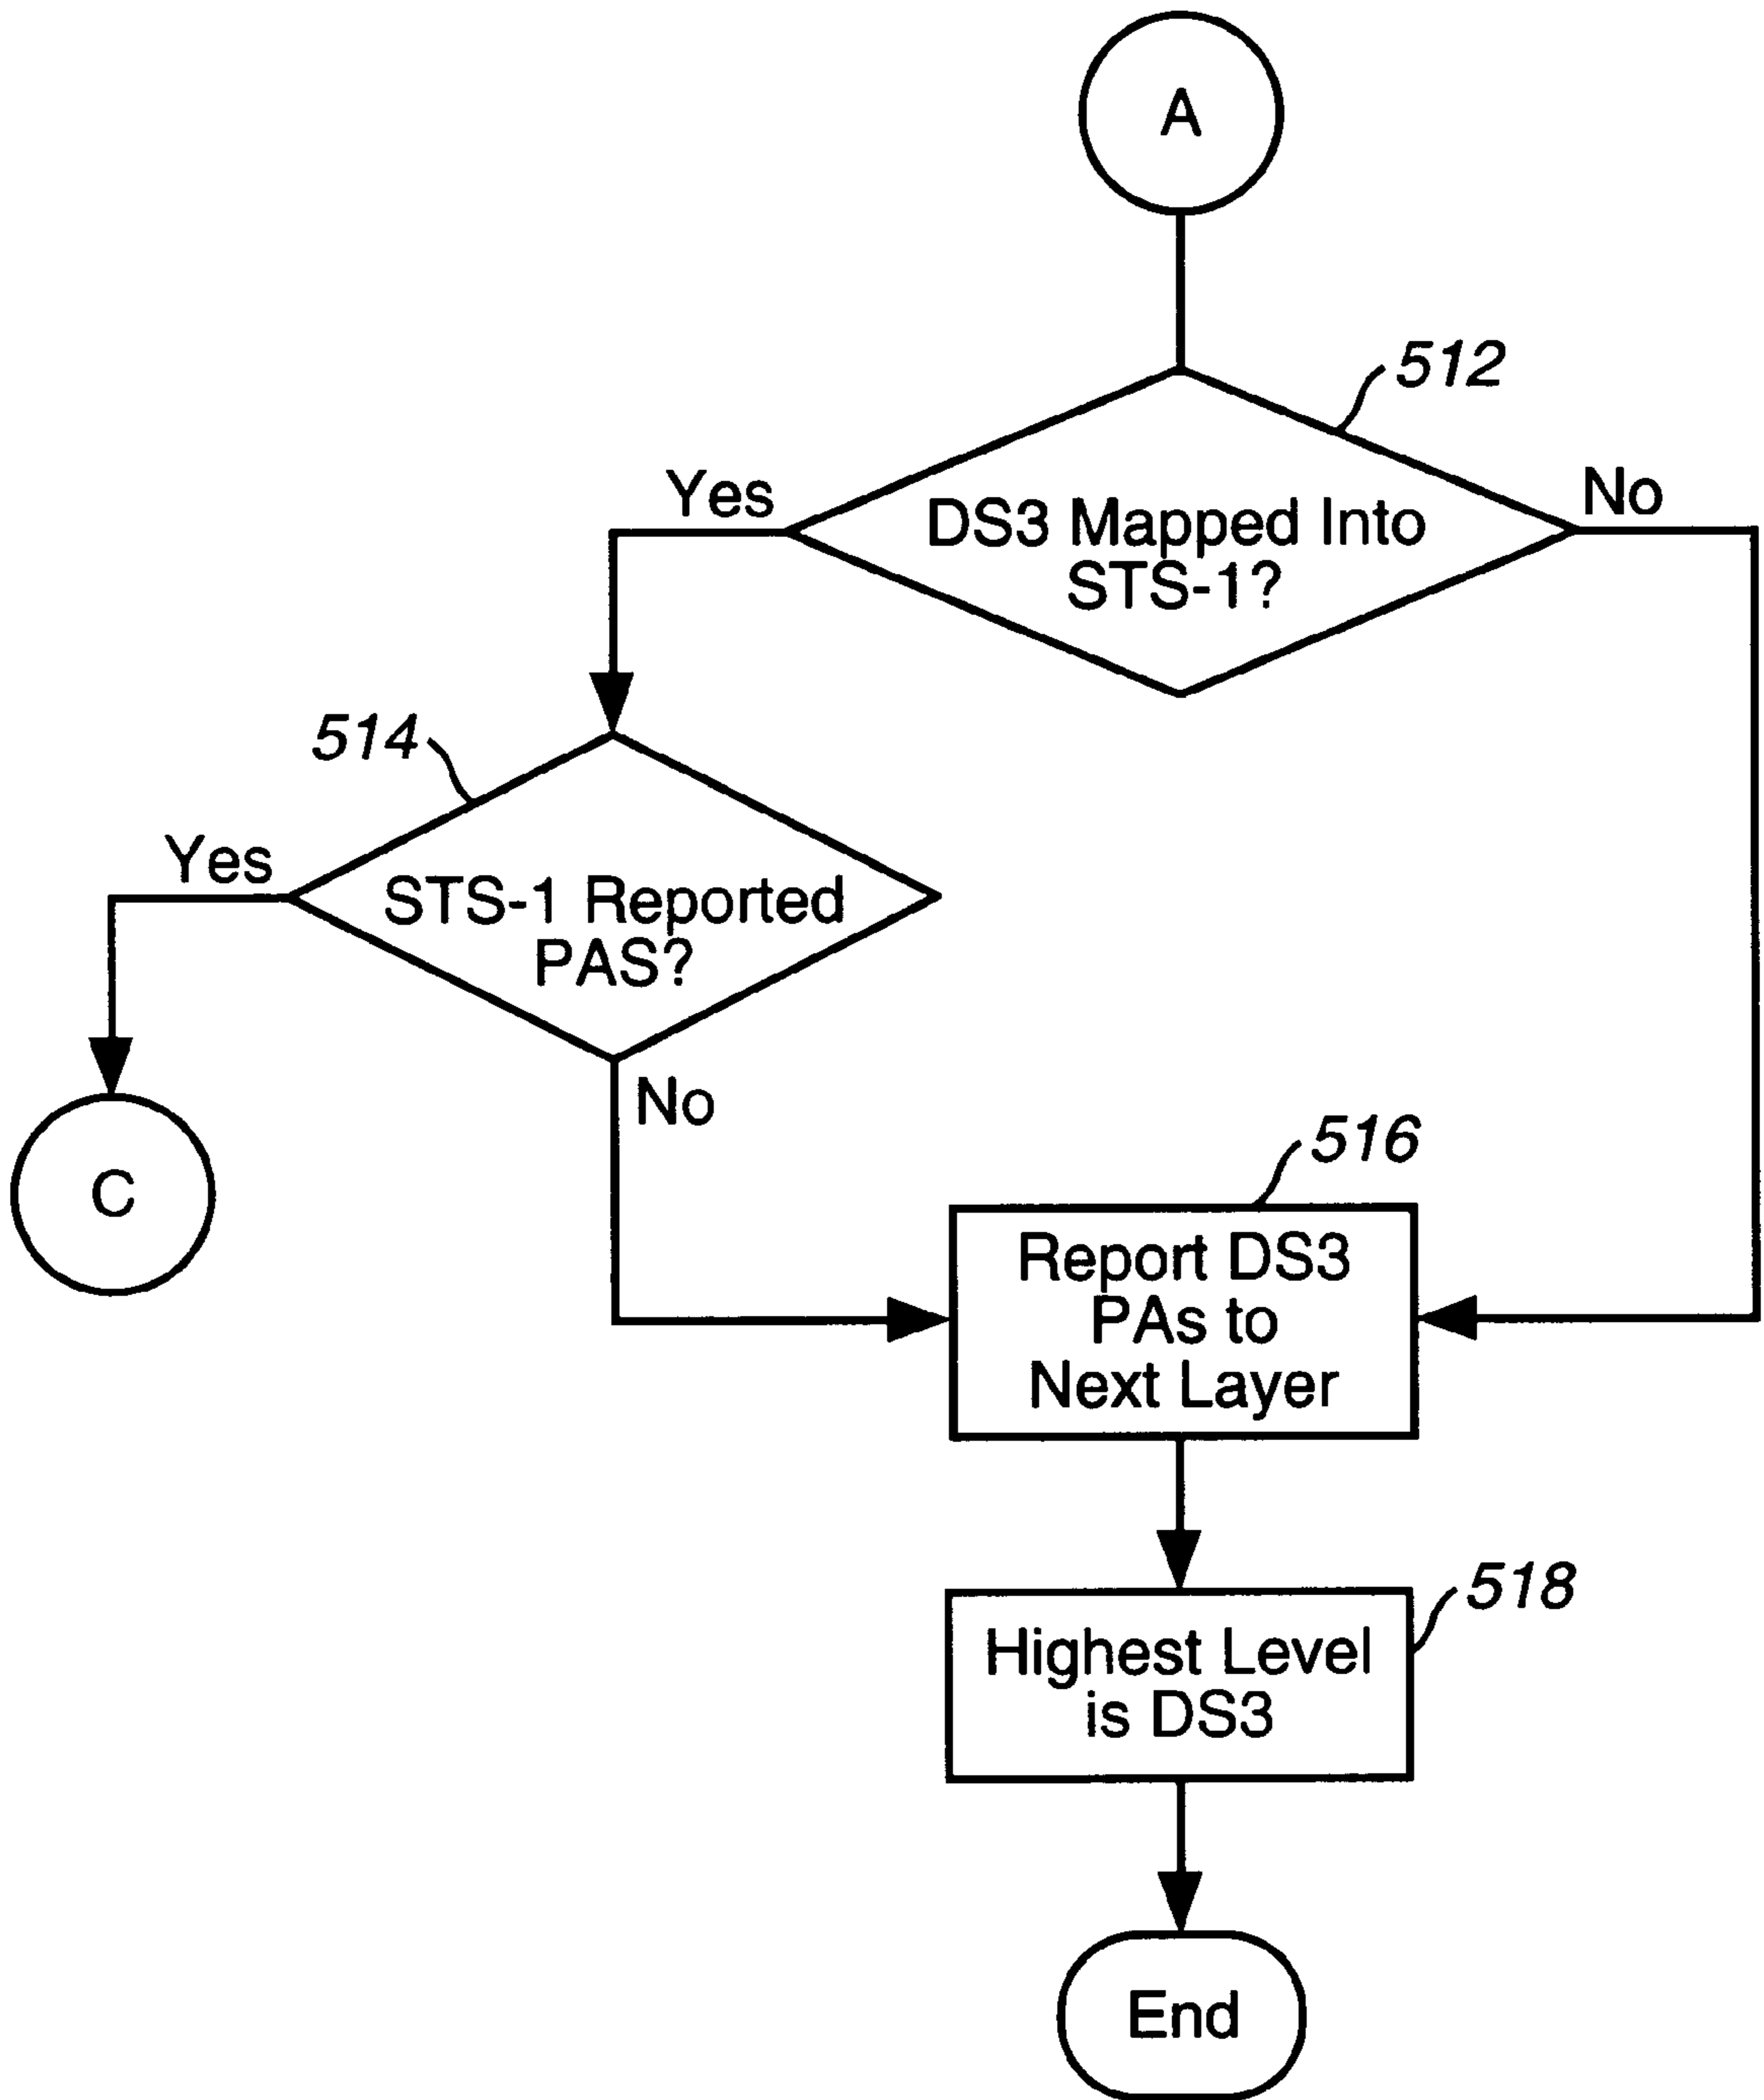 A
512
Yes
No
DS3 Mapped Into
STS-1?
514
Yes
STS-1 Reported
PAS?
No
C
516
Report DS3
PAs to
Next Layer
518
Highest Level
is DS3
End